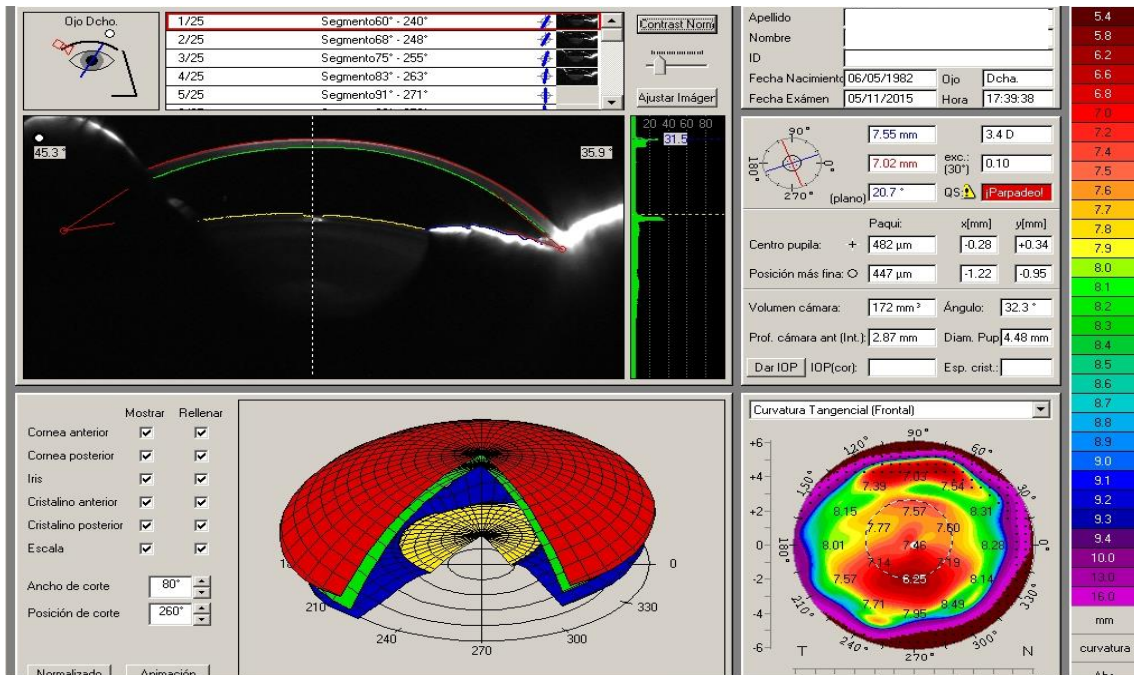 Ojo Dcho.
1/25 Segmento60° - 240°
2/25 Segmento68° - 248°
3/25 Segmento75° - 255°
4/25 Segmento83° - 263°
5/25 Segmento91° - 271°
Contrast Norm
Ajustar Imáger
45.3 °
35.9 °
20 40 60 80
31.5
Apellido
Nombre
ID
Fecha Nacimiento 06/05/1982 Ojo Dcha.
Fecha Exámen 05/11/2015 Hora 17:39:38
90°
180°
0°
270°
7.55 mm 3.4 D
7.02 mm exc.: (30°) 0.10
(plano) 20.7 ° QS: ¡Parpadeo!
Paqui: x[mm] y[mm]
Centro pupila: + 482 µm -0.28 +0.34
Posición más fina: O 447 µm -1.22 -0.95
Volumen cámara: 172 mm³ Ángulo: 32.3 °
Prof. cámara ant (Int.): 2.87 mm Diam. Pup 4.48 mm
Dar IOP IOP(cor): Esp. crist.:
Mostrar Rellenar
Cornea anterior
Cornea posterior
Iris
Cristalino anterior
Cristalino posterior
Escala
Ancho de corte 80°
Posición de corte 260°
Normalizado Animación
0
210
240
270
300
330
Curvatura Tangencial (Frontal)
+6
+4
+2
0
-2
-4
-6
90°
120°
60°
150°
30°
180°
0°
210°
330°
240°
300°
270°
T N
7.39 7.03 7.54
8.15 7.57 8.31
7.77 7.60
8.01 7.46 8.28
7.14 7.19
7.57 6.25 8.14
7.71 7.95 8.49
5.4
5.8
6.2
6.6
6.8
7.0
7.2
7.4
7.5
7.6
7.7
7.8
7.9
8.0
8.1
8.2
8.3
8.4
8.5
8.6
8.7
8.8
8.9
9.0
9.1
9.2
9.3
9.4
10.0
13.0
16.0
mm
curvatura